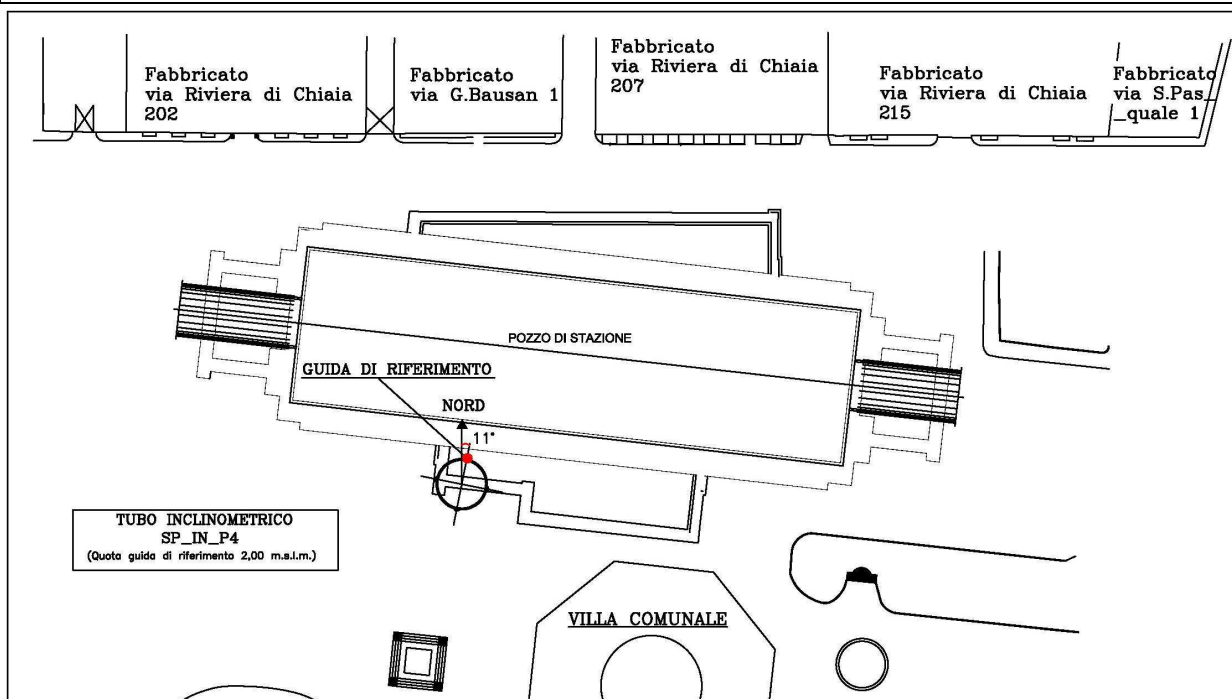 Fabbricato
via Riviera di Chiaia
202
Fabbricato
via G.Bausan 1
Fabbricato
via Riviera di Chiaia
207
Fabbricato
via Riviera di Chiaia
215
Fabbricato
via S.Pas_
_quale 1
POZZO DI STAZIONE
GUIDA DI RIFERIMENTO
NORD
11°
TUBO INCLINOMETRICO
SP_IN_P4
(Quota guida di riferimento 2,00 m.s.l.m.)
VILLA COMUNALE